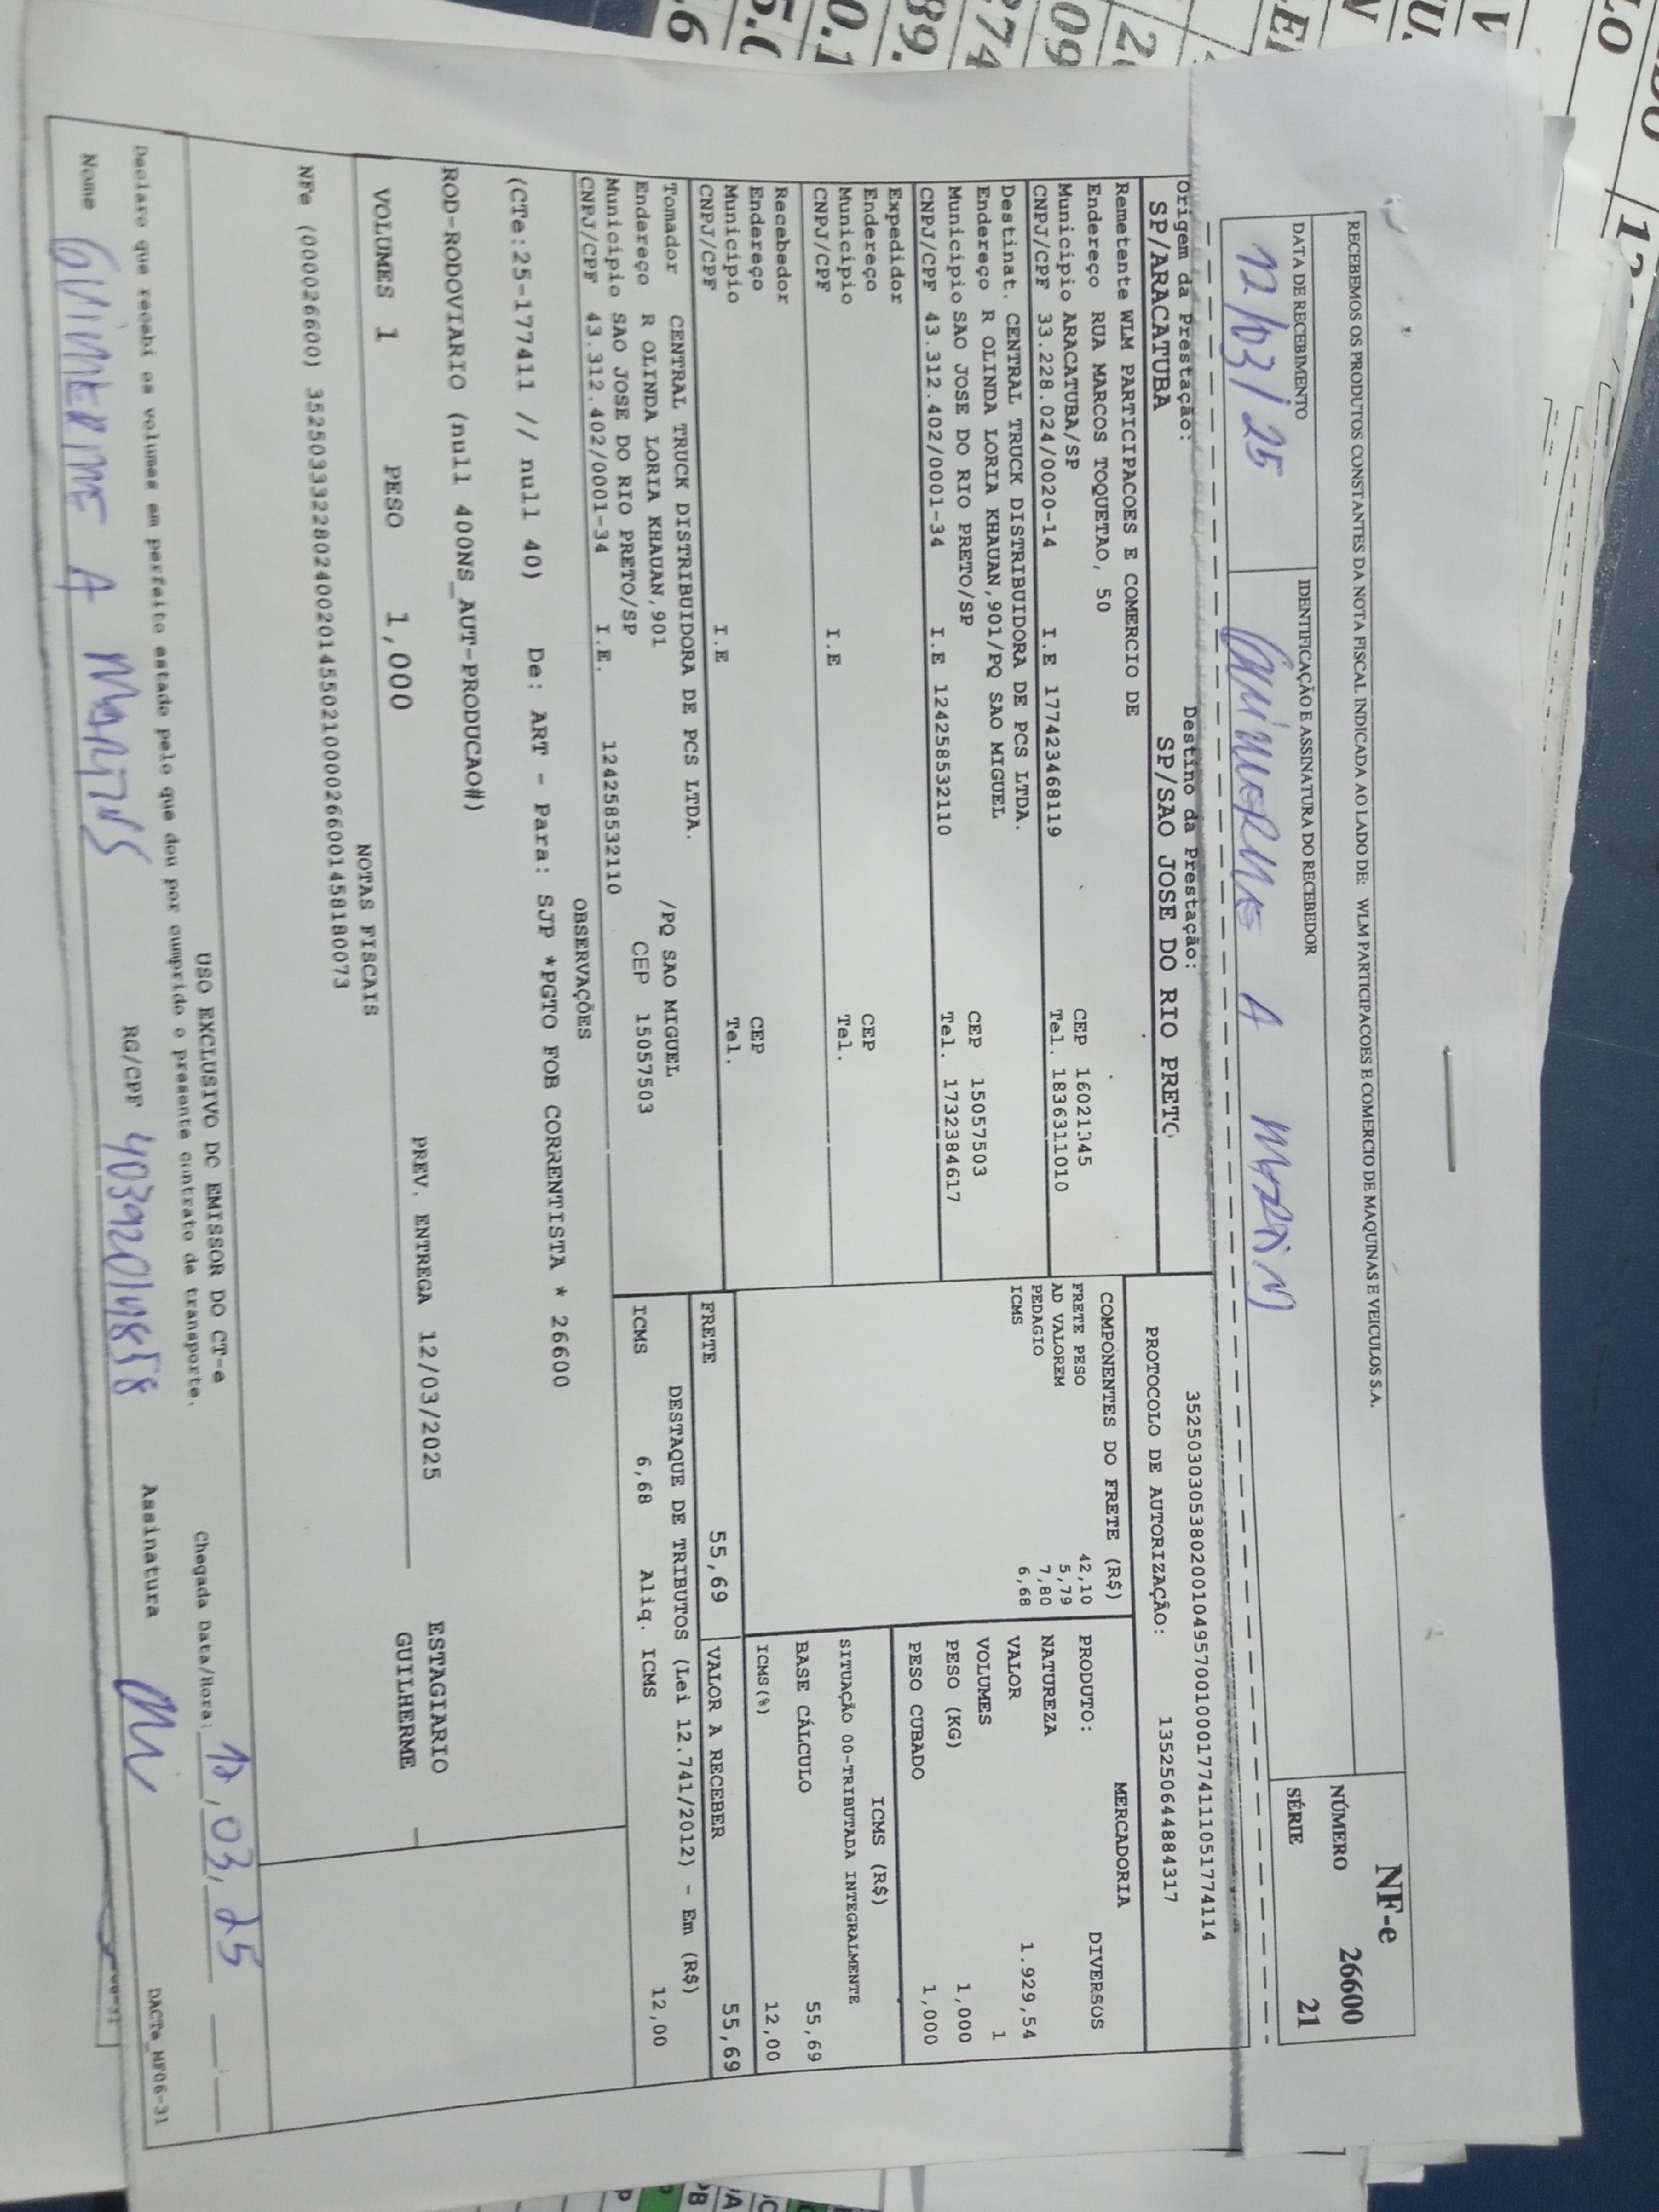 RECEBEMOS OS PRODUTOS CONSTANTES DA NOTA FISCAL INDICADA AO LADO DE: WLM PARTICIPACOES E COMERCIO DE MAQUINAS E VEICULOS S.A.
NF-e
NÚMERO 26600
SÉRIE 21
DATA DE RECEBIMENTO
12/03/25
IDENTIFICAÇÃO E ASSINATURA DO RECEBEDOR
GUILHERME A MARTIN
Origem da Prestação:
SP/ARACATUBA
Destino da Prestação:
SP/SAO JOSE DO RIO PRETO
35250303053802001049570010001774111051774114
PROTOCOLO DE AUTORIZAÇÃO: 135250644884317
Remetente WLM PARTICIPACOES E COMERCIO DE
Endereço RUA MARCOS TOQUETAO, 50
Município ARACATUBA/SP CEP 16021345
CNPJ/CPF 33.228.024/0020-14 I.E 177423468119 Tel. 1836311010
Destinat. CENTRAL TRUCK DISTRIBUIDORA DE PCS LTDA.
Endereço R OLINDA LORIA KHAUAN,901/PQ SAO MIGUEL
Município SAO JOSE DO RIO PRETO/SP CEP 15057503
CNPJ/CPF 43.312.402/0001-34 I.E 124258532110 Tel. 1732384617
Expedidor
Endereço
Município CEP
CNPJ/CPF I.E Tel.
Recebador
Endereço
Município CEP
CNPJ/CPF I.E Tel.
Tomador CENTRAL TRUCK DISTRIBUIDORA DE PCS LTDA.
Endereço R OLINDA LORIA KHAUAN,901 /PQ SAO MIGUEL
Município SAO JOSE DO RIO PRETO/SP CEP 15057503
CNPJ/CPF 43.312.402/0001-34 I.E. 124258532110
COMPONENTES DO FRETE (R$)
FRETE PESO 42,10
AD VALOREM 5,79
PEDAGIO 7,80
ICMS 6,68
MERCADORIA
PRODUTO: DIVERSOS
NATUREZA
VALOR 1.929,54
VOLUMES 1
PESO (KG) 1,000
PESO CUBADO 1,000
ICMS (R$)
SITUAÇÃO 00-TRIBUTADA INTEGRALMENTE
BASE CÁLCULO 55,69
ICMS(%) 12,00
FRETE 55,69
VALOR A RECEBER 55,69
DESTAQUE DE TRIBUTOS (Lei 12.741/2012) - Em (R$)
ICMS 6,68 Aliq. ICMS 12,00
OBSERVAÇÕES
(CTe:25-177411 // null 40) De: ART - Para: SJP *PGTO FOB CORRENTISTA * 26600
ROD-RODOVIARIO (null 400NS_AUT-PRODUCAO#)
VOLUMES 1 PESO 1,000 PREV. ENTREGA 12/03/2025
ESTAGIARIO
GUILHERME
NOTAS FISCAIS
NFe (000026600) 35250333228024002014550210000266001458180073
USO EXCLUSIVO DO EMISSOR DO CT-e
Chegada Data/Hora: 12,03,25
Declaro que recebi os volumes em perfeito estado pelo que dou por cumprido o presente contrato de transporte.
Nome GUILHERME A MARTINS
RG/CPF 40392014858
Assinatura
DACTe_NF06-31